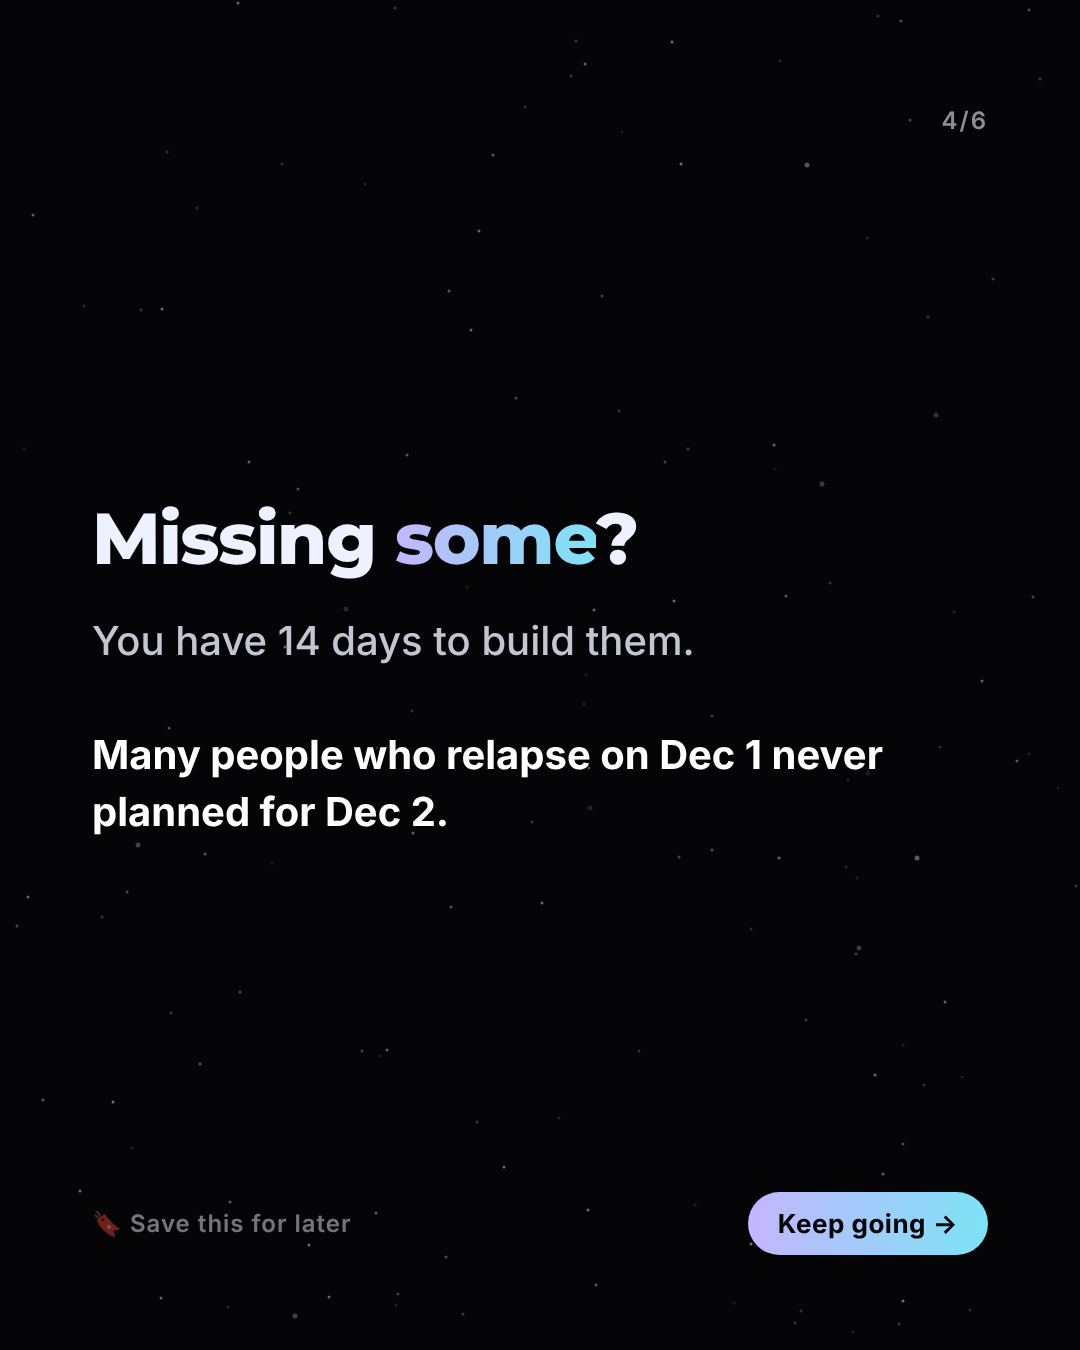 4/6
Missing some?
You have 14 days to build them.
Many people who relapse on Dec 1 never
planned for Dec 2.
🔖 Save this for later
Keep going →